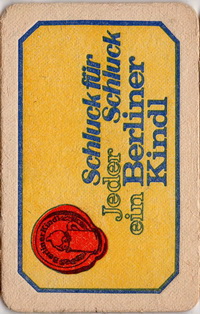 Schluck für
Schluck
Jeder
ein Berliner
Kindl